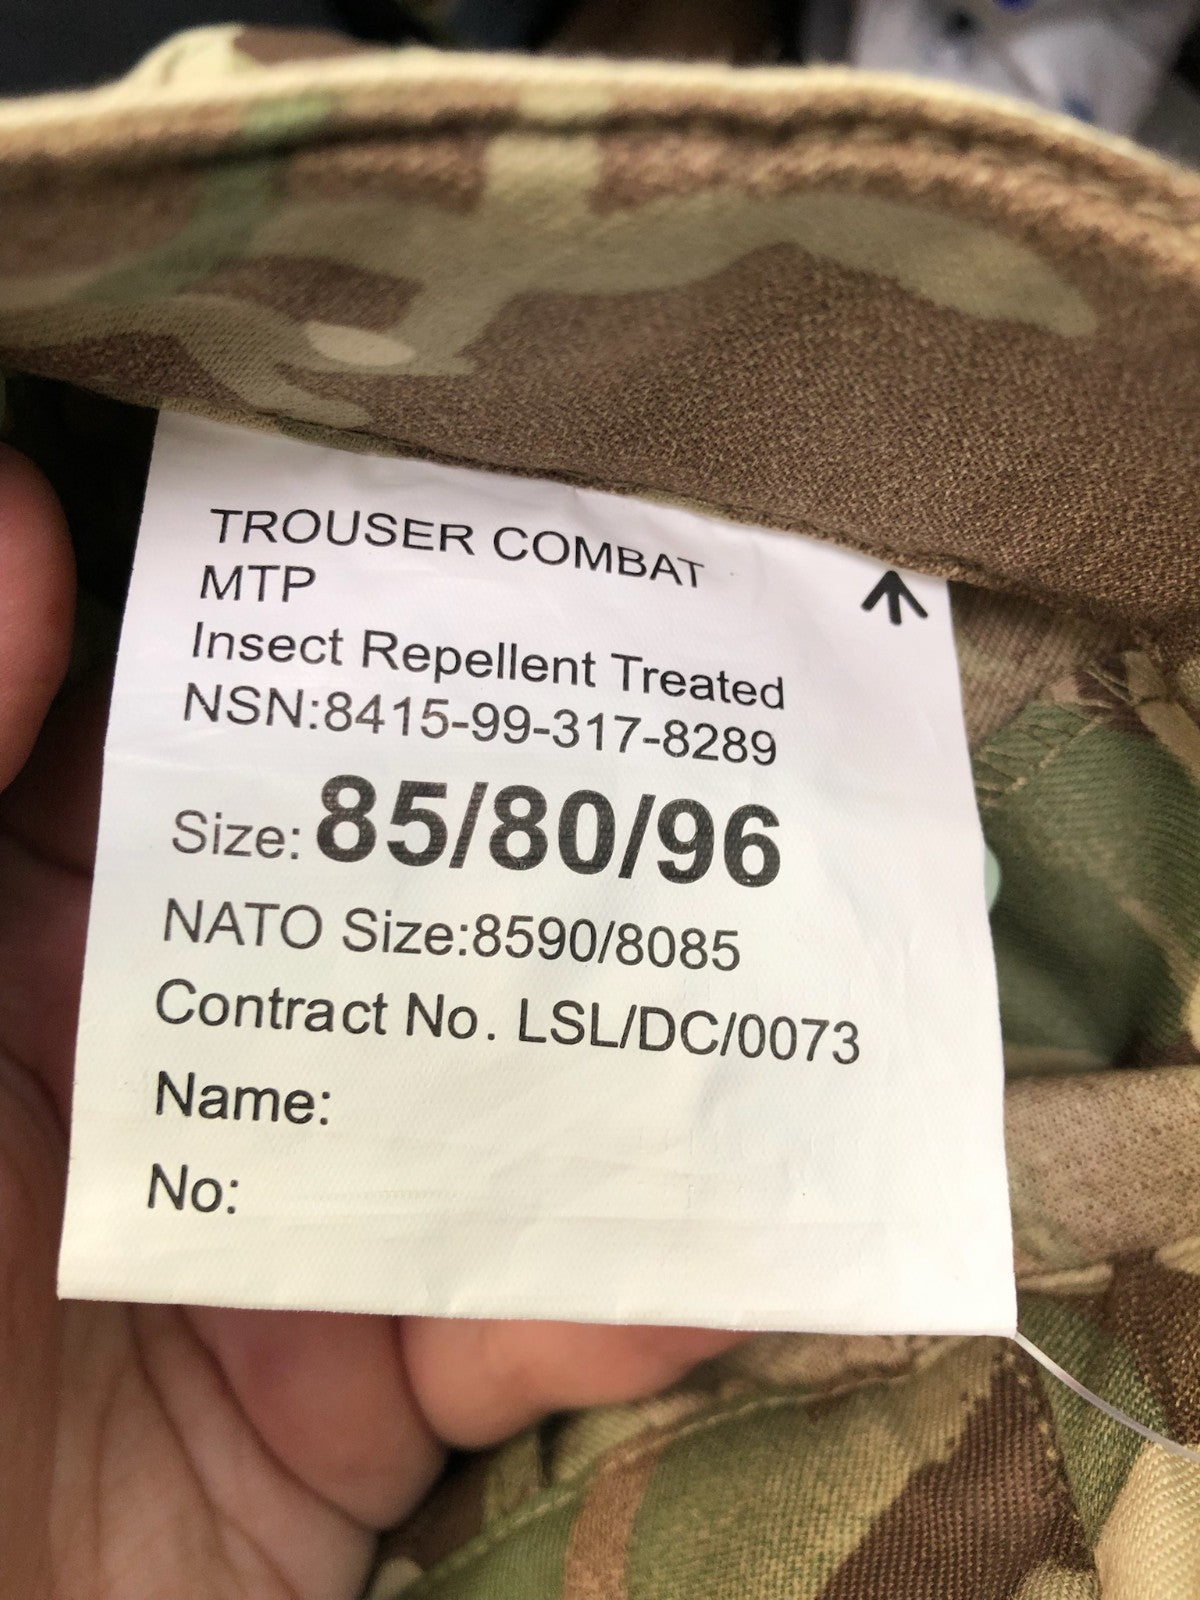 TROUSER COMBAT
MTP
Insect Repellent Treated
NSN:8415-99-317-8289
Size: 85/80/96
NATO Size:8590/8085
Contract No. LSL/DC/0073
Name:
No: